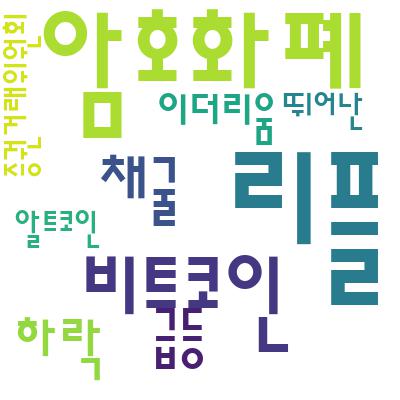 암호화폐
증권거래위원회
이더리움
뛰어난
채굴
리플
알트코인
비트코인
급등
하락